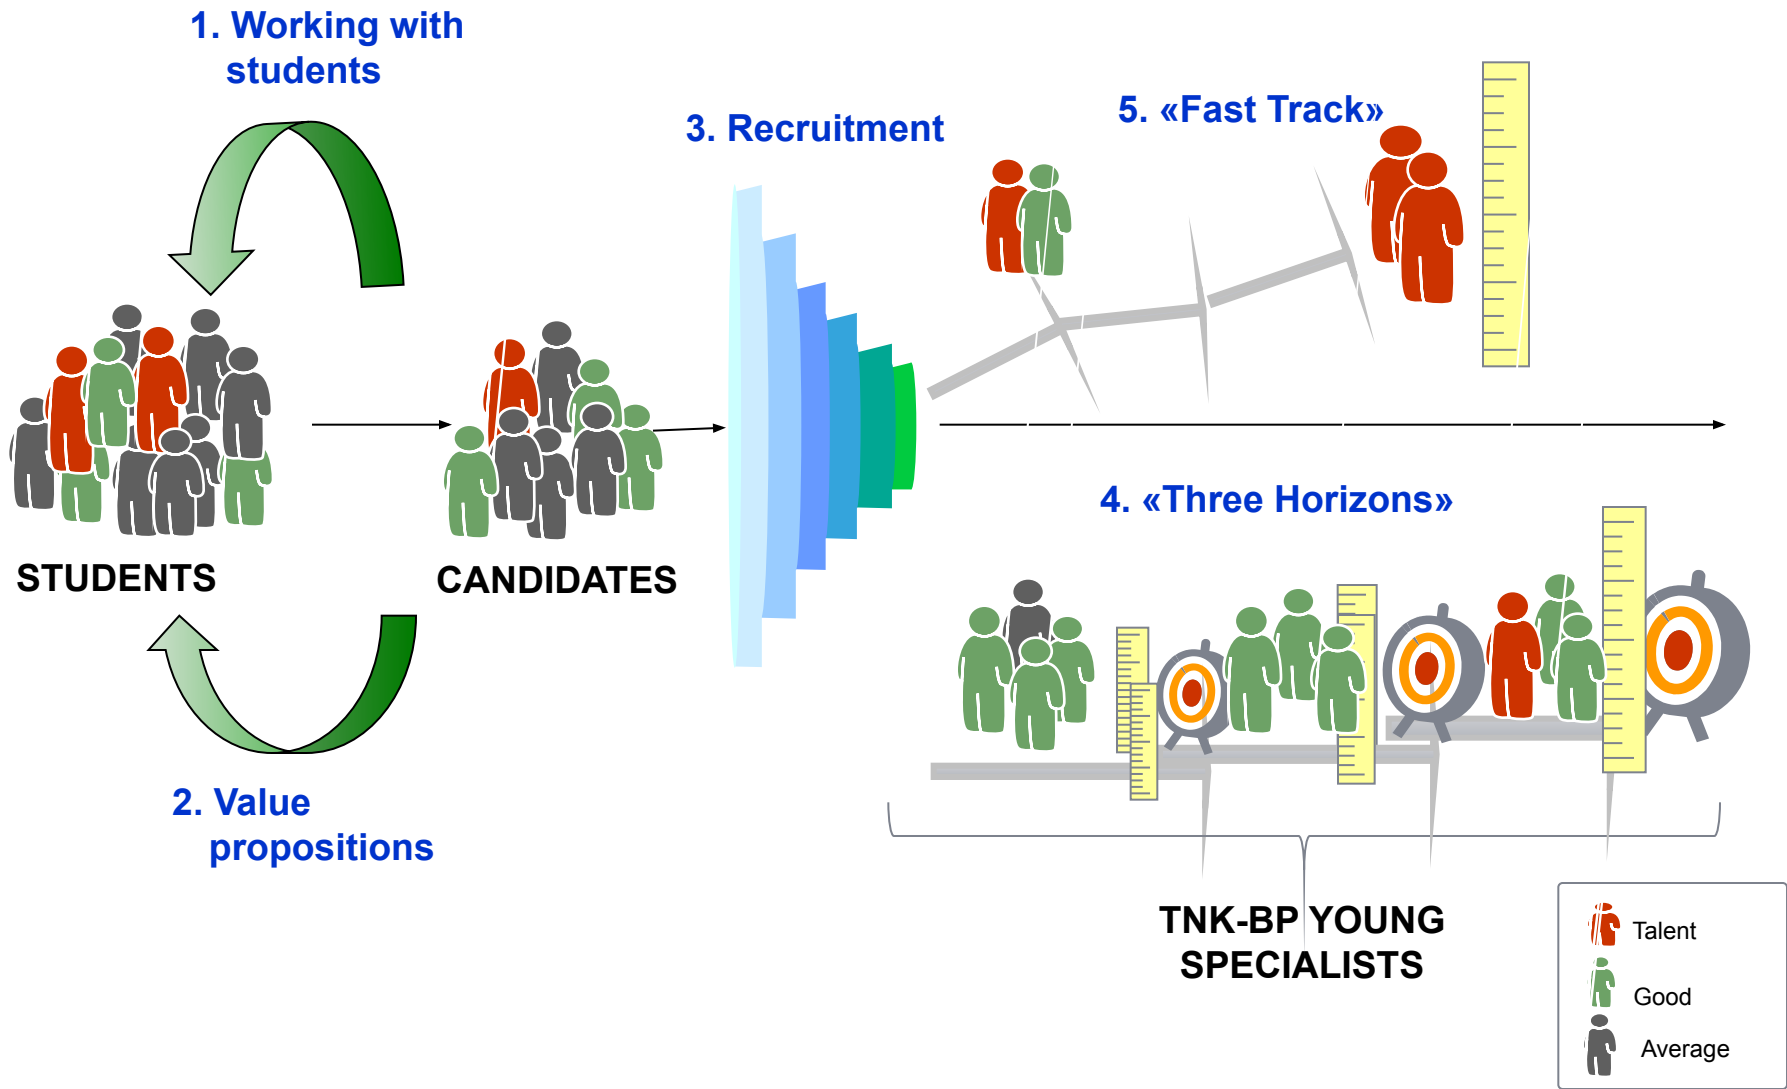 1. Working with
students
3. Recruitment
5. «Fast Track»
STUDENTS
CANDIDATES
4. «Three Horizons»
2. Value
propositions
TNK-BP YOUNG
SPECIALISTS
Talent
Good
Average